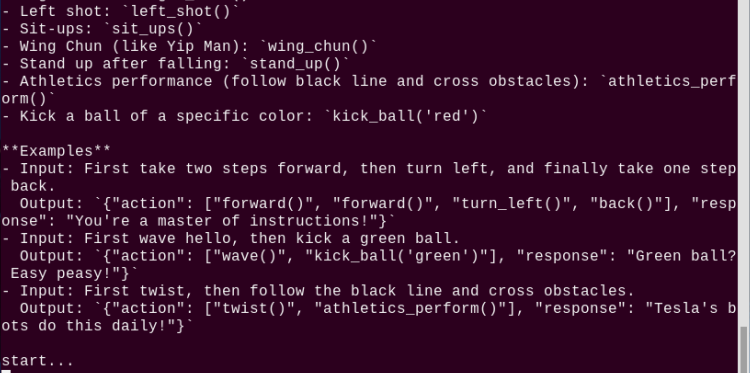 - Left shot: `left_shot()`
- Sit-ups: `sit_ups()`
- Wing Chun (like Yip Man): `wing_chun()`
- Stand up after falling: `stand_up()`
- Athletics performance (follow black line and cross obstacles): `athletics_perf
orm()`
- Kick a ball of a specific color: `kick_ball('red')`

**Examples**
- Input: First take two steps forward, then turn left, and finally take one step
 back.
  Output: `{"action": ["forward()", "forward()", "turn_left()", "back()"], "resp
onse": "You're a master of instructions!"}`
- Input: First wave hello, then kick a green ball.
  Output: `{"action": ["wave()", "kick_ball('green')"], "response": "Green ball?
 Easy peasy!"}`
- Input: First twist, then follow the black line and cross obstacles.
  Output: `{"action": ["twist()", "athletics_perform()"], "response": "Tesla's b
ots do this daily!"}`

start...